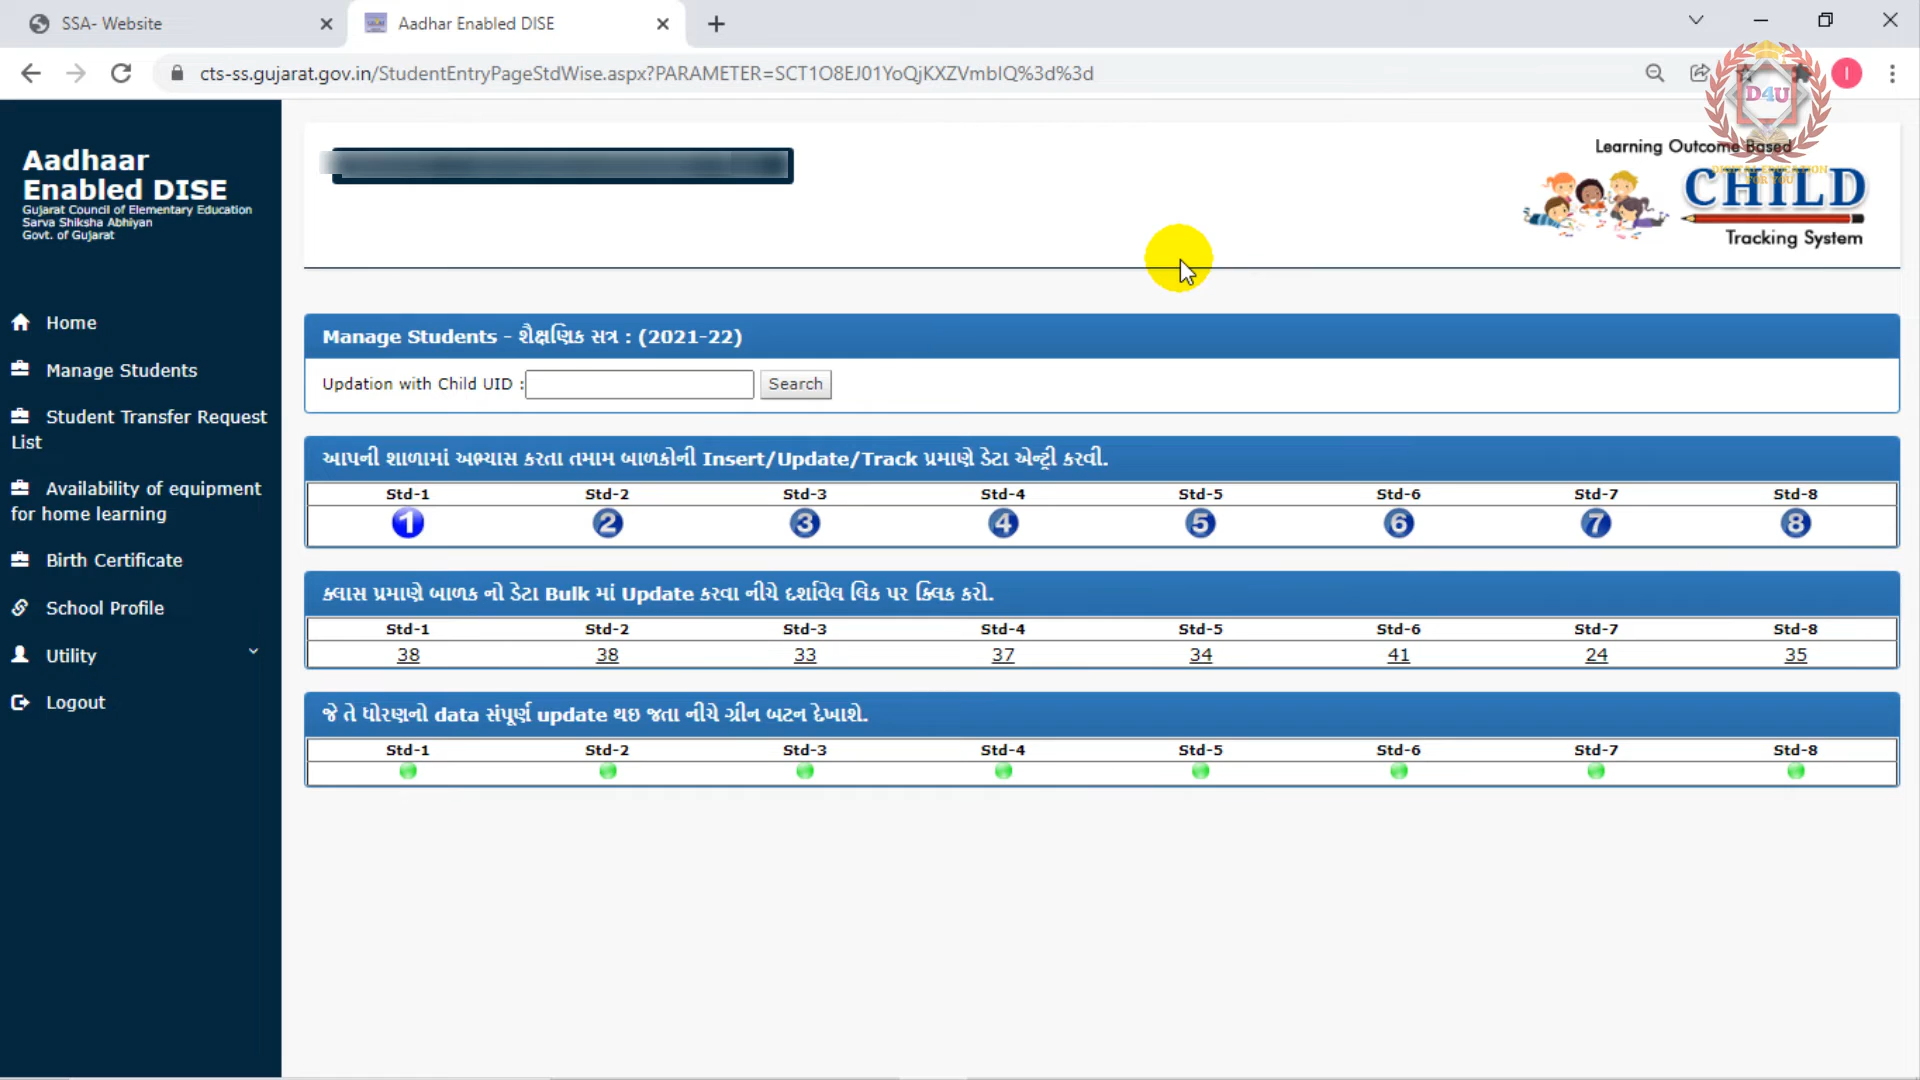 SSA- Website
Aadhar Enabled DISE
cts-ss.gujarat.gov.in/StudentEntryPageStdWise.aspx?PARAMETER=SCT1O8EJ01YoQjKXZVmblQ%3d%3d
I
D4U
DIGITAL EDUCATION
FOR YOU
Aadhaar
Enabled DISE
Gujarat Council of Elementary Education
Sarva Shiksha Abhiyan
Govt. of Gujarat
Learning Outcome Based
CHILD
Tracking System
Home
Manage Students
Student Transfer Request
List
Availability of equipment
for home learning
Birth Certificate
School Profile
Utility
Logout
Manage Students - શૈક્ષણિક સત્ર : (2021-22)
Updation with Child UID : Search
આપની શાળામાં અભ્યાસ કરતા તમામ બાળકોની Insert/Update/Track પ્રમાણે ડેટા એન્ટ્રી કરવી.
Std-1 Std-2 Std-3 Std-4 Std-5 Std-6 Std-7 Std-8
1 2 3 4 5 6 7 8
ક્લાસ પ્રમાણે બાળક નો ડેટા Bulk માં Update કરવા નીચે દર્શાવેલ લિંક પર ક્લિક કરો.
Std-1 Std-2 Std-3 Std-4 Std-5 Std-6 Std-7 Std-8
38 38 33 37 34 41 24 35
જે તે ધોરણનો data સંપૂર્ણ update થઇ જતા નીચે ગ્રીન બટન દેખાશે.
Std-1 Std-2 Std-3 Std-4 Std-5 Std-6 Std-7 Std-8